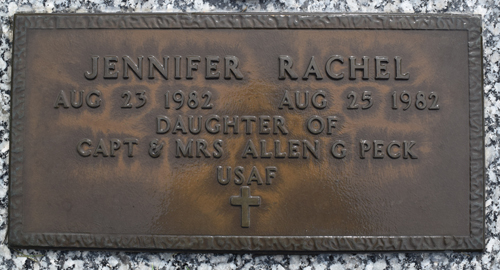 JENNIFER RACHEL
AUG 23 1982 AUG 25 1982
DAUGHTER OF
CAPT & MRS ALLEN G PECK
USAF